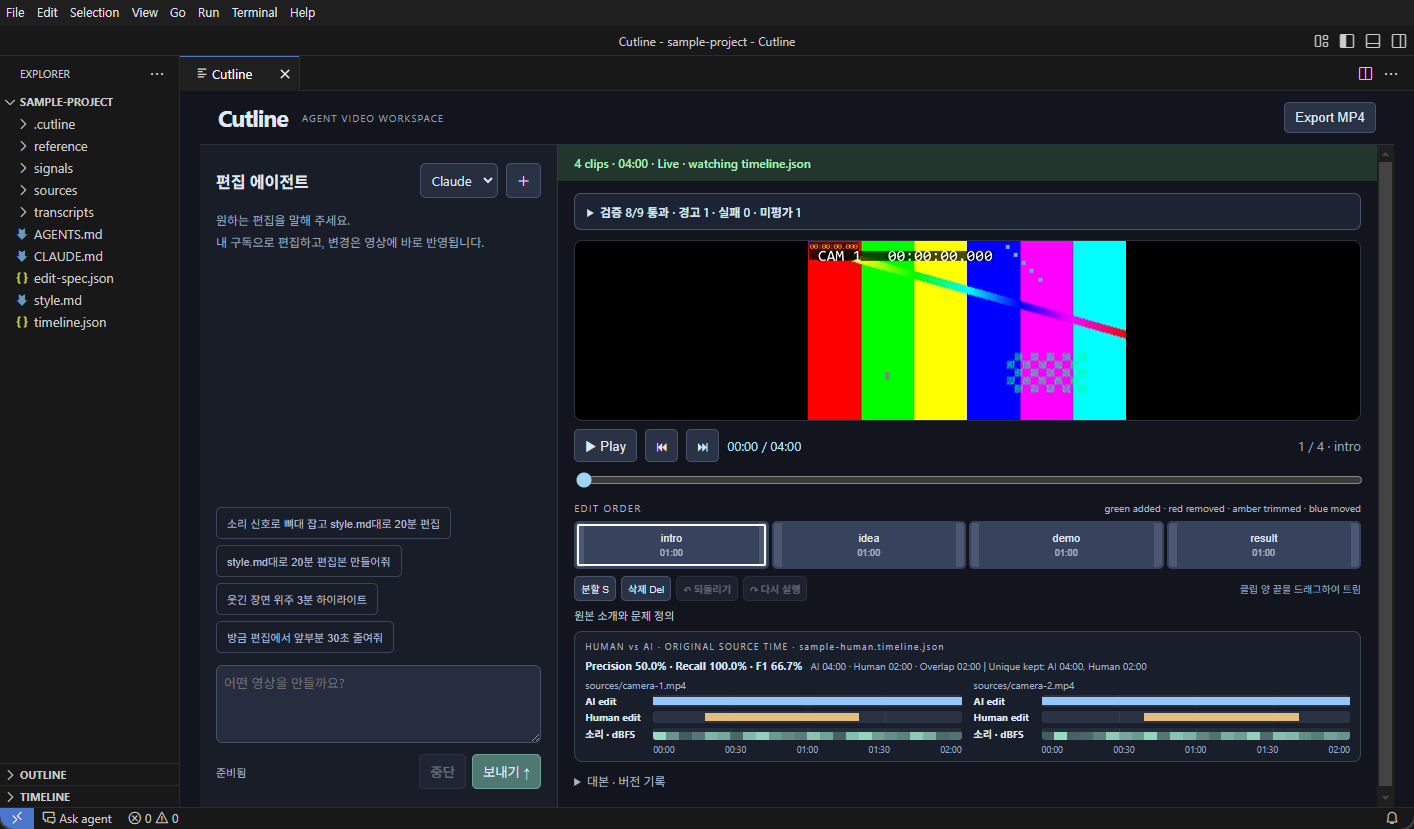 File Edit Selection View Go Run Terminal Help
Cutline - sample-project - Cutline
EXPLORER
SAMPLE-PROJECT
.cutline
reference
signals
sources
transcripts
AGENTS.md
CLAUDE.md
edit-spec.json
style.md
timeline.json
OUTLINE
TIMELINE
Cutline
Cutline AGENT VIDEO WORKSPACE
Export MP4
편집 에이전트
Claude
원하는 편집을 말해 주세요.
내 구독으로 편집하고, 변경은 영상에 바로 반영됩니다.
소리 신호로 뼈대 잡고 style.md대로 20분 편집
style.md대로 20분 편집본 만들어줘
웃긴 장면 위주 3분 하이라이트
방금 편집에서 앞부분 30초 줄여줘
어떤 영상을 만들까요?
준비됨
중단
보내기 ↑
4 clips · 04:00 · Live · watching timeline.json
검증 8/9 통과 · 경고 1 · 실패 0 · 미평가 1
00:00:00.000
CAM 1 00:00:00.000
Play
00:00 / 04:00
1 / 4 · intro
EDIT ORDER
green added · red removed · amber trimmed · blue moved
intro
01:00
idea
01:00
demo
01:00
result
01:00
분할 S
삭제 Del
↶ 되돌리기
↷ 다시 실행
클립 양 끝을 드래그하여 트림
원본 소개와 문제 정의
HUMAN vs AI · ORIGINAL SOURCE TIME · sample-human.timeline.json
Precision 50.0% · Recall 100.0% · F1 66.7% AI 04:00 · Human 02:00 · Overlap 02:00 | Unique kept: AI 04:00, Human 02:00
sources/camera-1.mp4
AI edit
Human edit
소리 · dBFS
00:00 00:30 01:00 01:30 02:00
sources/camera-2.mp4
AI edit
Human edit
소리 · dBFS
00:00 00:30 01:00 01:30 02:00
대본 · 버전 기록
Ask agent
0
0